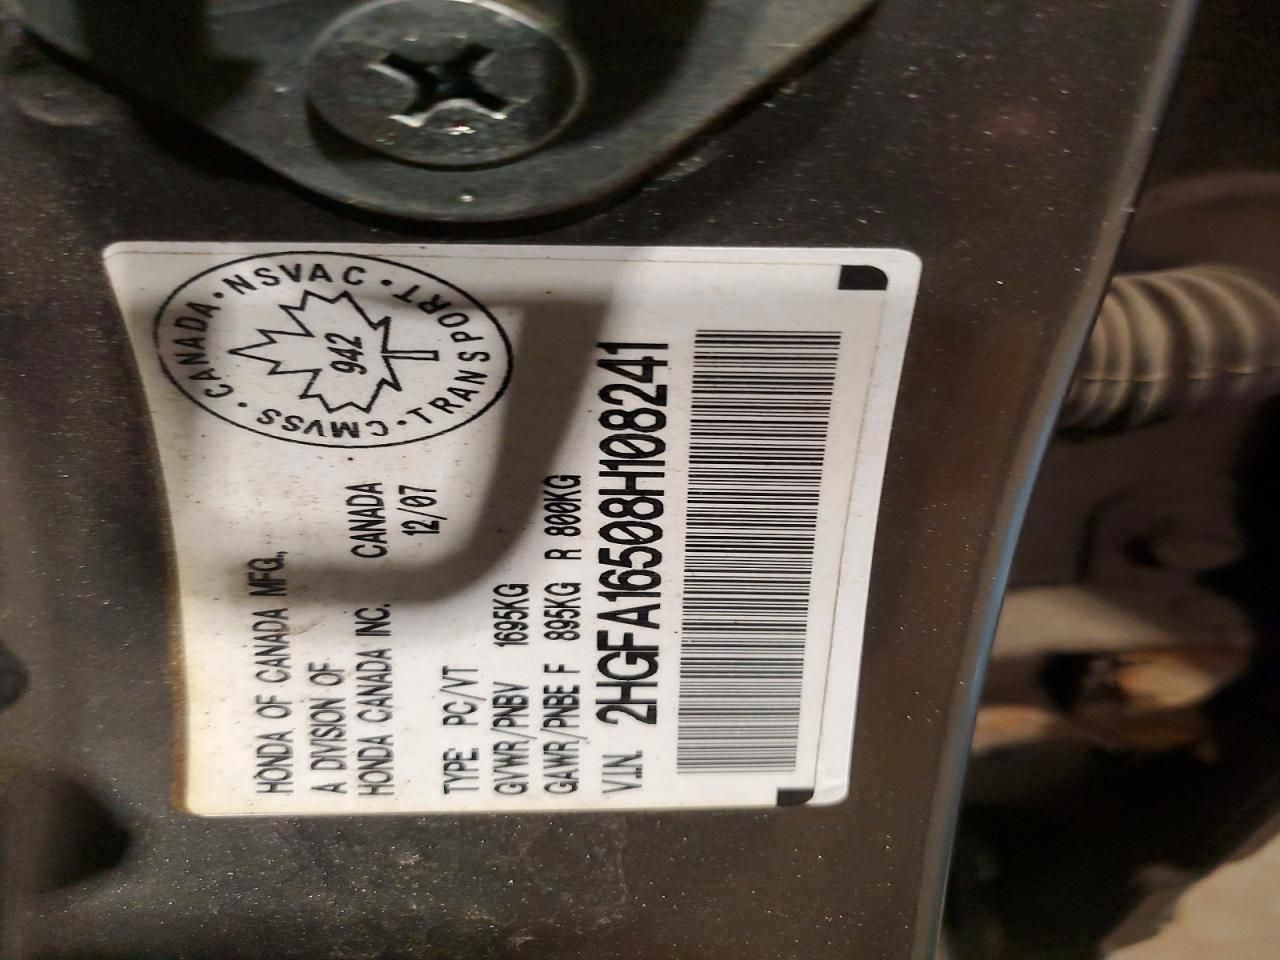 HONDA OF CANADA MFG.,
A DIVISION OF
HONDA CANADA INC. CANADA
12/07
TYPE: PC/VT
GVWR/PNBV 1695KG
GAWR/PNBE F 895KG R 800KG
V.I.N. 2HGFA16508H108241
CANADA · NSVAC · TRANSPORT · CMVSS ·
942